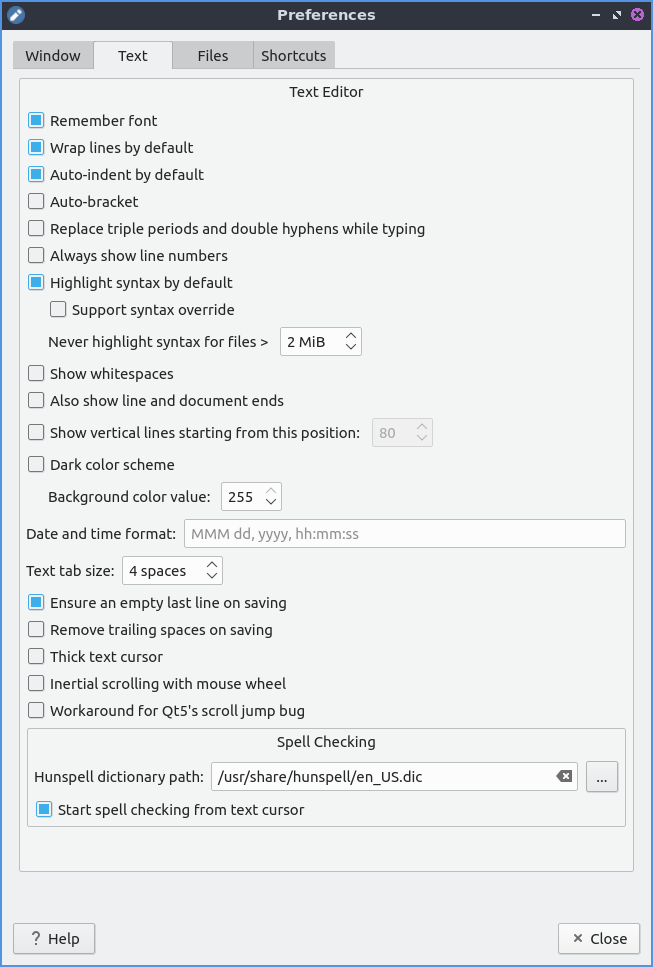 Preferences
Window Text Files Shortcuts
Text Editor
Remember font
Wrap lines by default
Auto-indent by default
Auto-bracket
Replace triple periods and double hyphens while typing
Always show line numbers
Highlight syntax by default
Support syntax override
Never highlight syntax for files > 2 MiB
Show whitespaces
Also show line and document ends
Show vertical lines starting from this position: 80
Dark color scheme
Background color value: 255
Date and time format: MMM dd, yyyy, hh:mm:ss
Text tab size: 4 spaces
Ensure an empty last line on saving
Remove trailing spaces on saving
Thick text cursor
Inertial scrolling with mouse wheel
Workaround for Qt5's scroll jump bug
Spell Checking
Hunspell dictionary path: /usr/share/hunspell/en_US.dic ...
Start spell checking from text cursor
? Help × Close